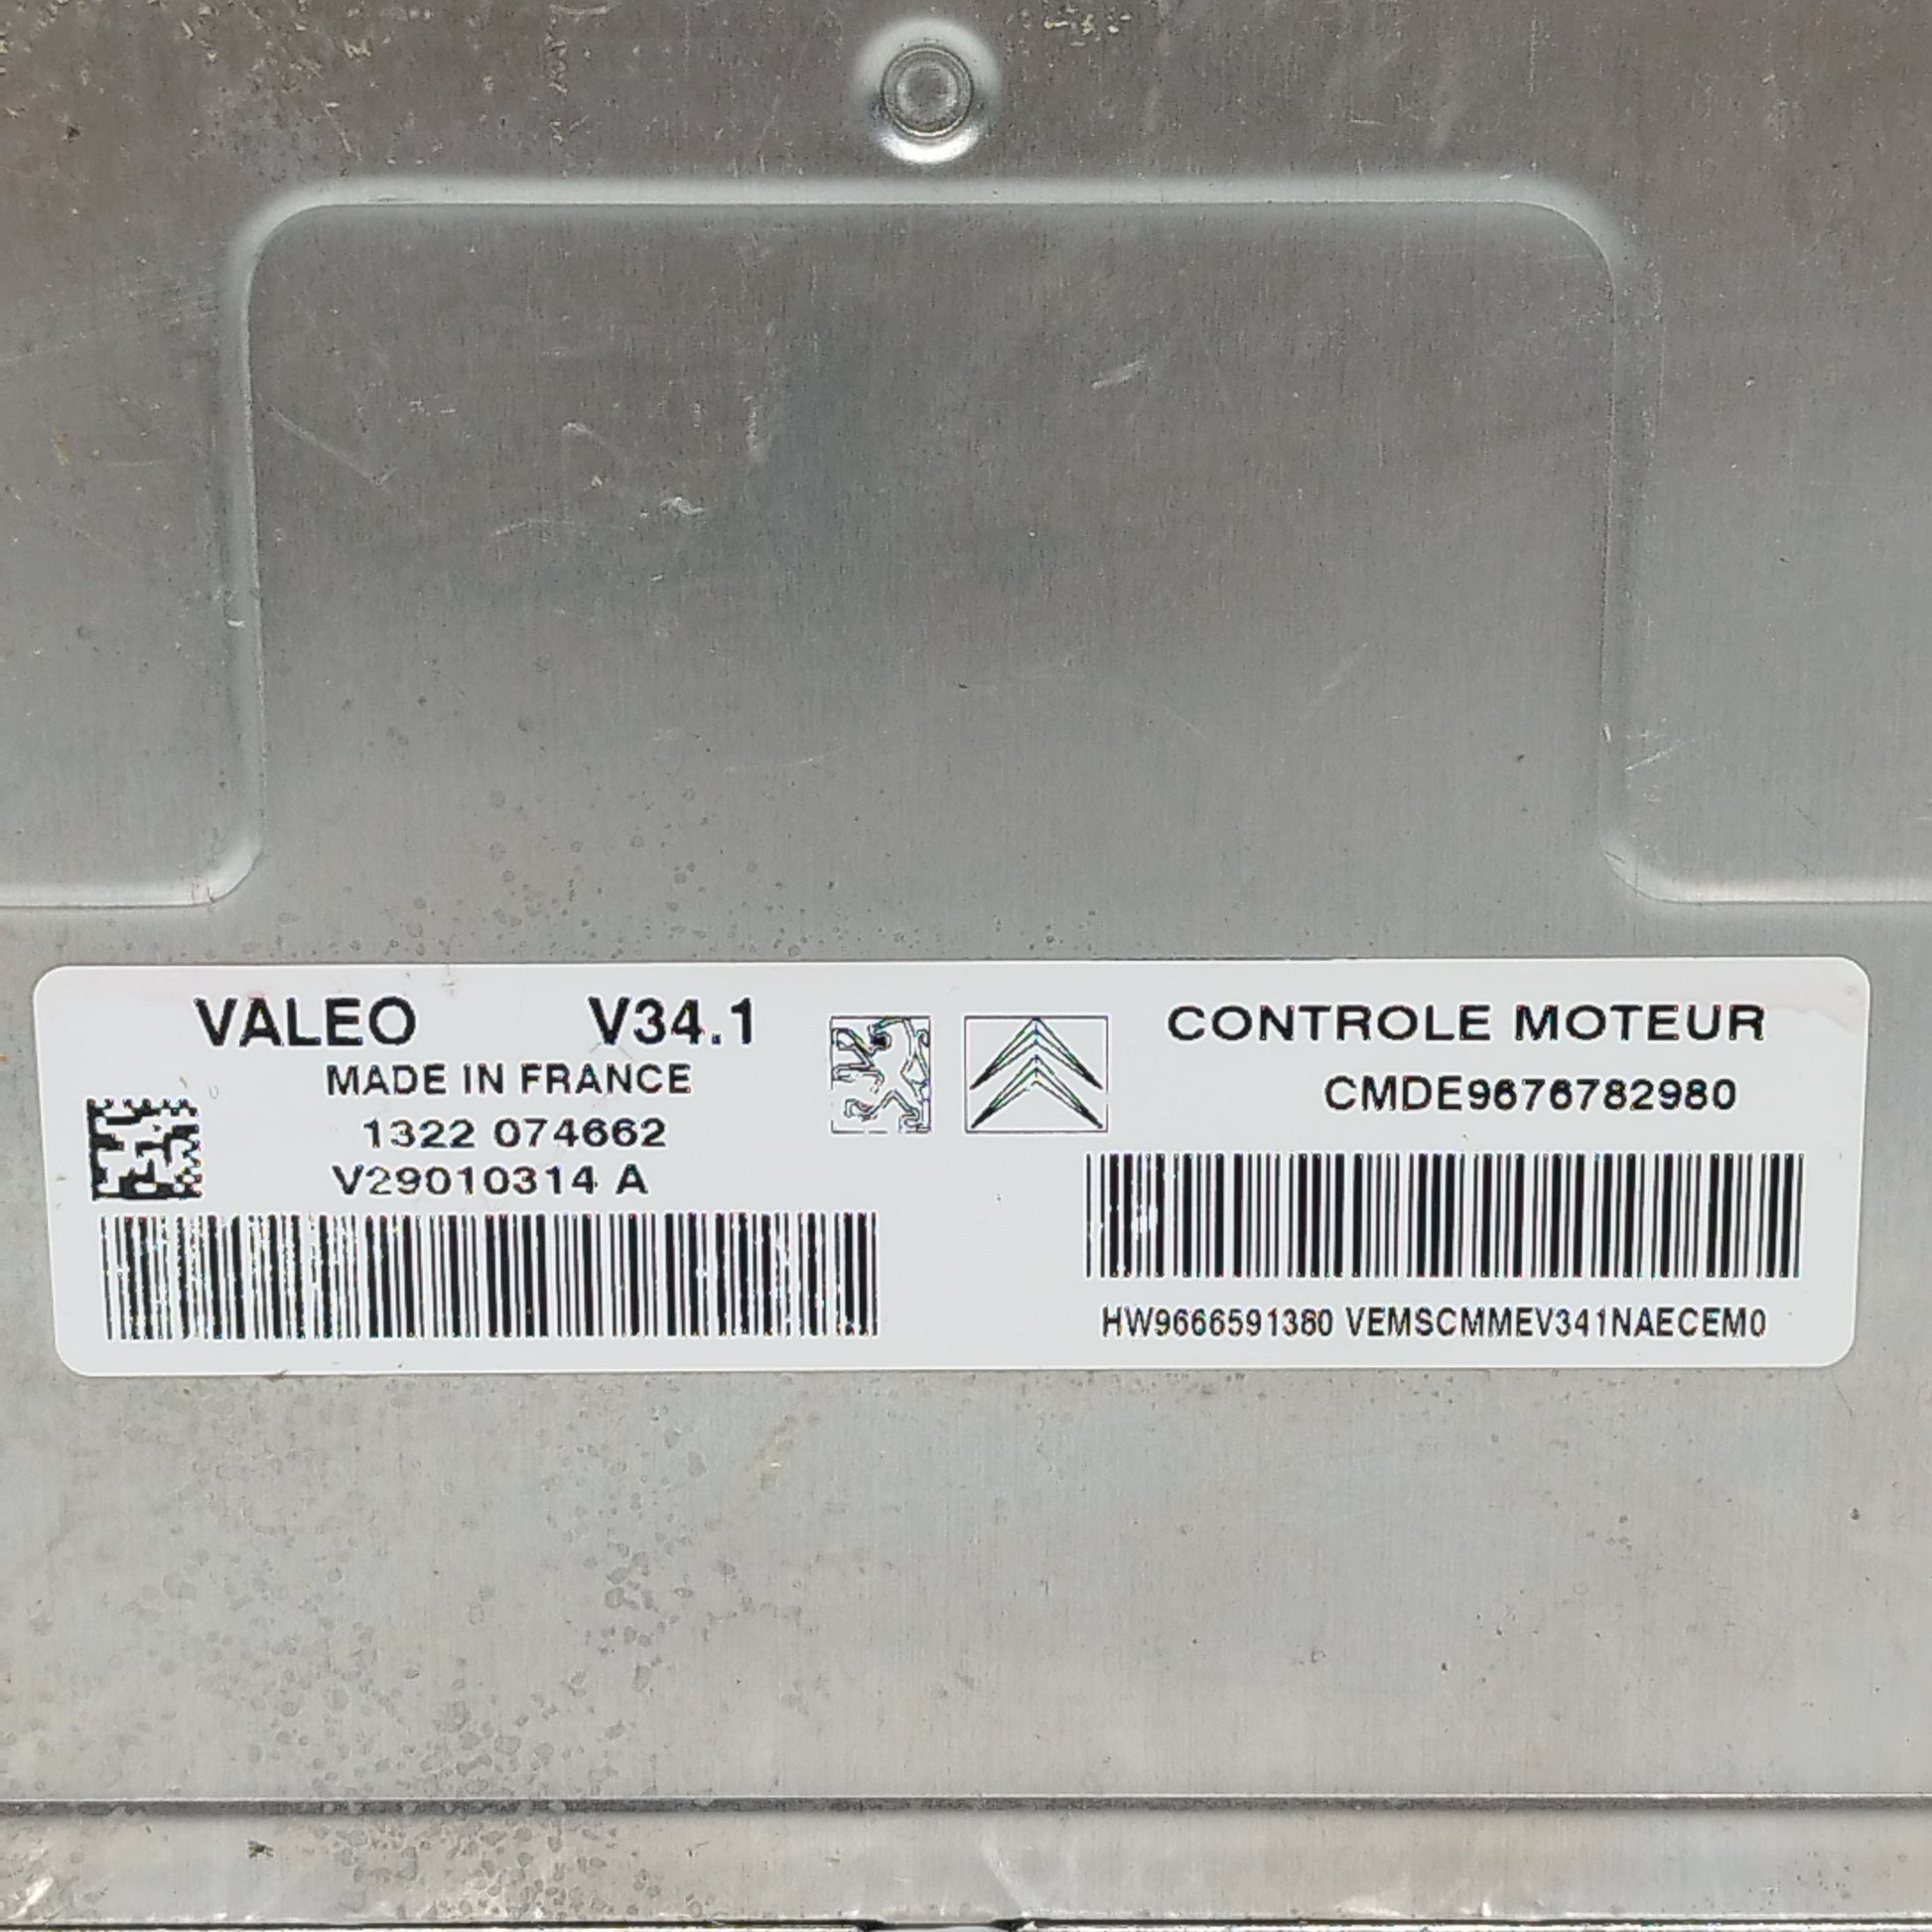 VALEO V34.1
MADE IN FRANCE
1322 074662
V29010314 A
CONTROLE MOTEUR
CMDE9676782980
HW9666591380 VEMSCMMEV341NAECEM0